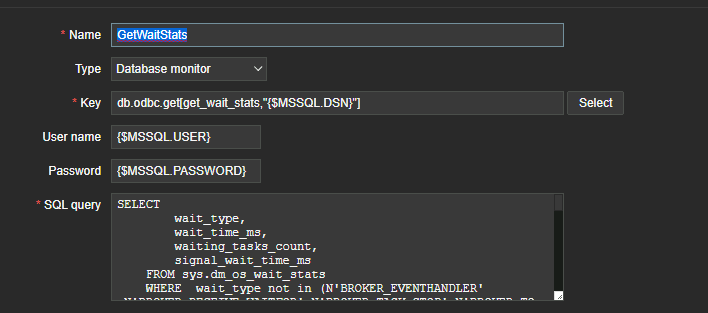 * Name GetWaitStats
Type Database monitor
* Key db.odbc.get[get_wait_stats,"{$MSSQL.DSN}"] Select
User name {$MSSQL.USER}
Password {$MSSQL.PASSWORD}
* SQL query SELECT
wait_type,
wait_time_ms,
waiting_tasks_count,
signal_wait_time_ms
FROM sys.dm_os_wait_stats
WHERE wait_type not in (N'BROKER_EVENTHANDLER'